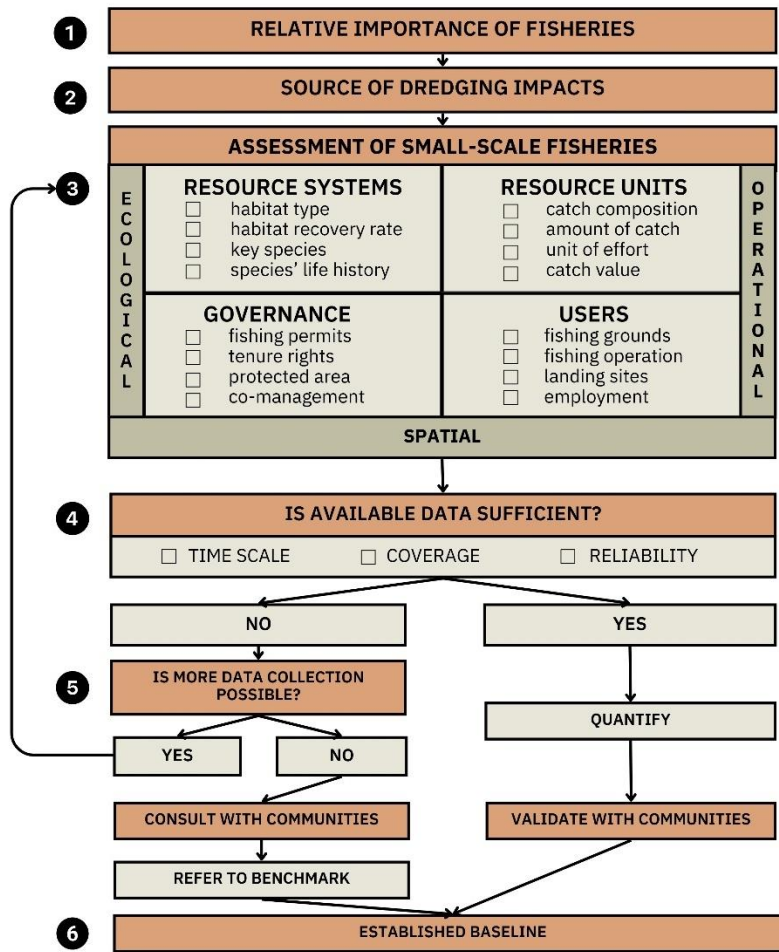 1
RELATIVE IMPORTANCE OF FISHERIES
2
SOURCE OF DREDGING IMPACTS
ASSESSMENT OF SMALL-SCALE FISHERIES
3
ECOLOGICAL
RESOURCE SYSTEMS
☐ habitat type
☐ habitat recovery rate
☐ key species
☐ species' life history
RESOURCE UNITS
☐ catch composition
☐ amount of catch
☐ unit of effort
☐ catch value
OPERATIONAL
GOVERNANCE
☐ fishing permits
☐ tenure rights
☐ protected area
☐ co-management
USERS
☐ fishing grounds
☐ fishing operation
☐ landing sites
☐ employment
SPATIAL
4
IS AVAILABLE DATA SUFFICIENT?
☐ TIME SCALE ☐ COVERAGE ☐ RELIABILITY
NO
YES
5
IS MORE DATA COLLECTION
POSSIBLE?
QUANTIFY
YES
NO
CONSULT WITH COMMUNITIES
VALIDATE WITH COMMUNITIES
REFER TO BENCHMARK
6
ESTABLISHED BASELINE